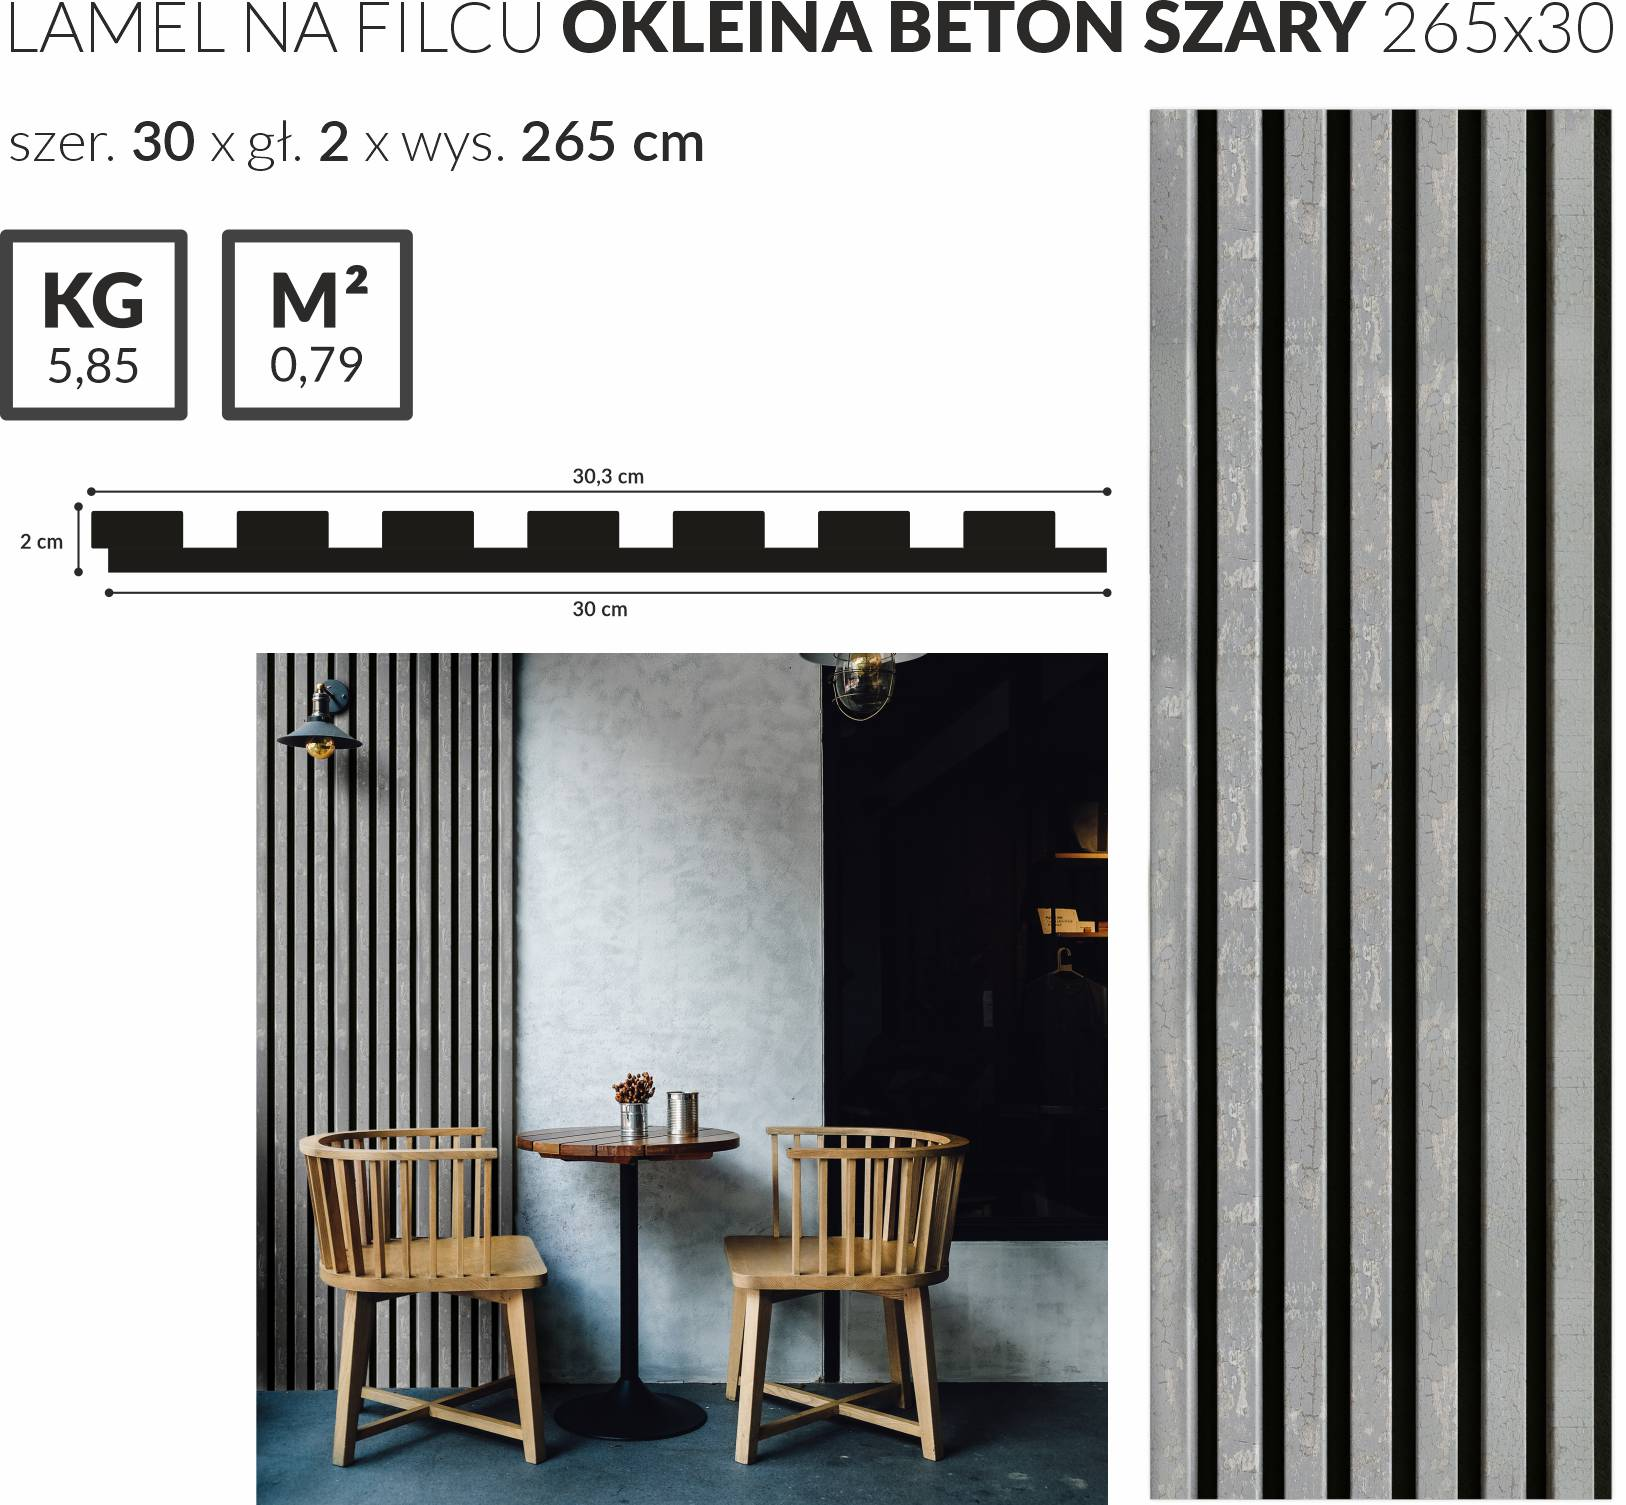 LAMEL NA FILCU OKLEINA BETON SZARY 265x30
szer. 30 x gł. 2 x wys. 265 cm
KG
5,85
M²
0,79
30,3 cm
2 cm
30 cm